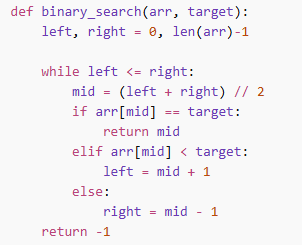 def binary_search(arr, target):
    left, right = 0, len(arr)-1

    while left <= right:
        mid = (left + right) // 2
        if arr[mid] == target:
            return mid
        elif arr[mid] < target:
            left = mid + 1
        else:
            right = mid - 1
    return -1